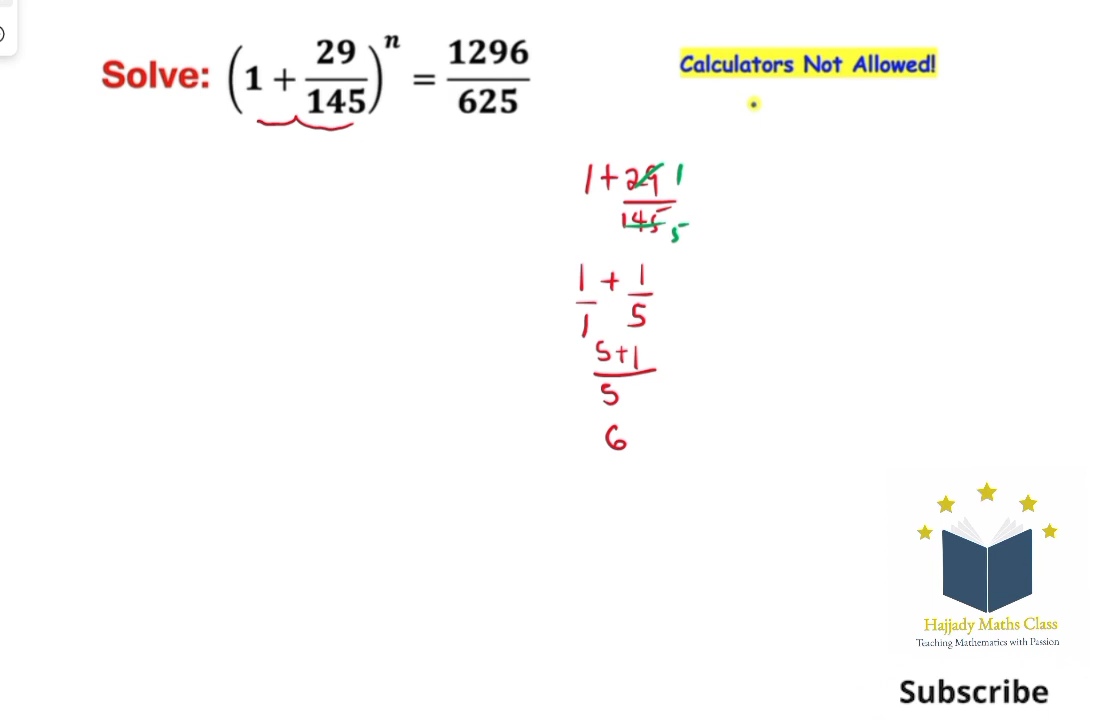 Solve: (1 + 29/145)^n = 1296/625
Calculators Not Allowed!
1 + 29/145 1 5
1/1 + 1/5
5+1/5
6
Hajjady Maths Class
Teaching Mathematics with Passion
Subscribe